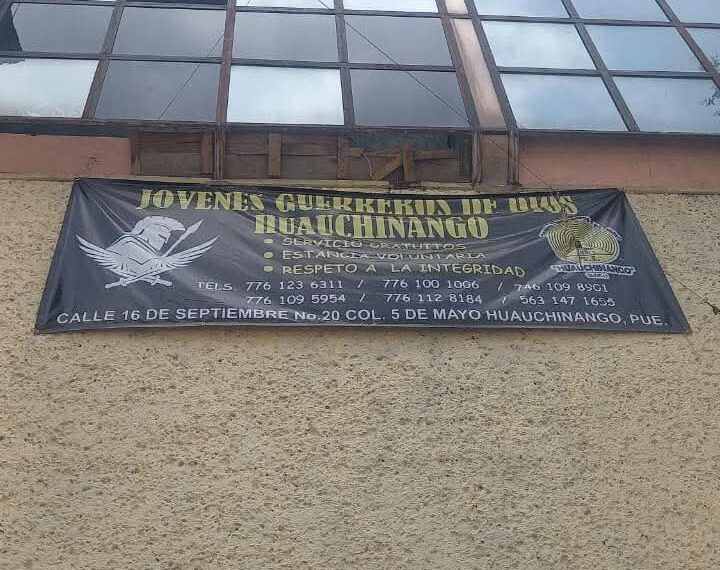 JOVENES GUERREROS DE DIOS
HUAUCHINANGO
• SERVICIO GRATUITOS
• ESTANCIA VOLUNTARIA
• RESPETO A LA INTEGRIDAD
"HUAUCHINANGO"
TELS. 776 123 6311 / 776 100 1006 / 746 109 8901
776 109 5954 / 776 112 8184 / 563 147 1655
CALLE 16 DE SEPTIEMBRE No.20 COL. 5 DE MAYO HUAUCHINANGO, PUE.